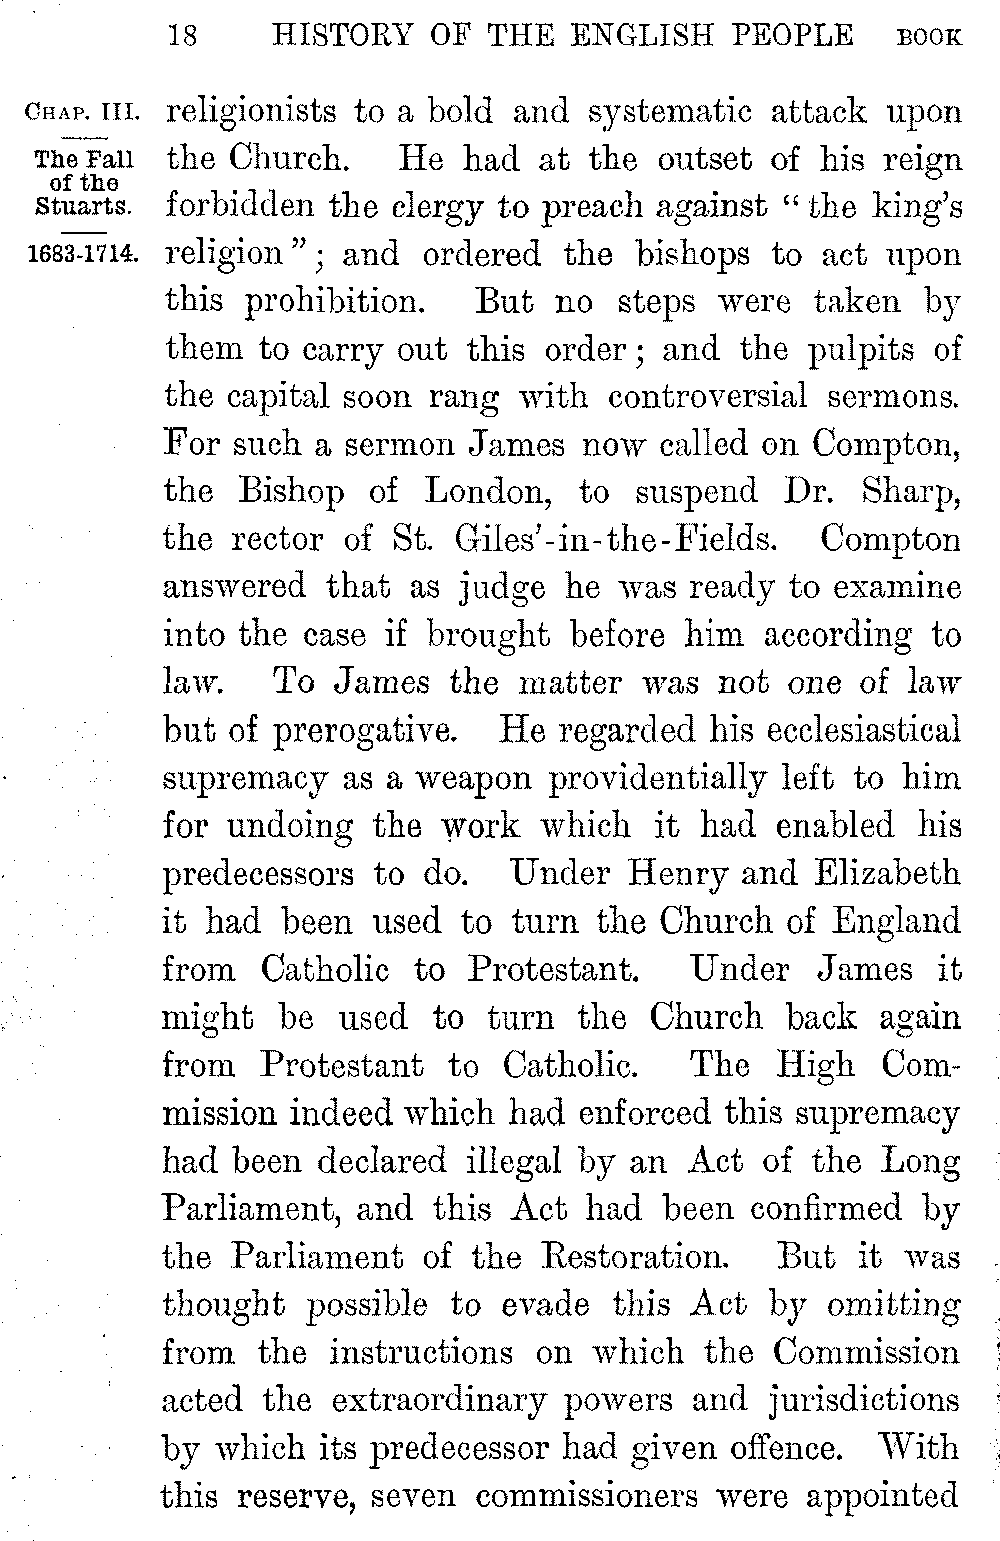 18 HISTORY OF THE ENGLISH PEOPLE BOOK
CHAP. III.
The Fall
of the
Stuarts.
1683-1714.
religionists to a bold and systematic attack upon
the Church. He had at the outset of his reign
forbidden the clergy to preach against “the king’s
religion”; and ordered the bishops to act upon
this prohibition. But no steps were taken by
them to carry out this order; and the pulpits of
the capital soon rang with controversial sermons.
For such a sermon James now called on Compton,
the Bishop of London, to suspend Dr. Sharp,
the rector of St. Giles’-in-the-Fields. Compton
answered that as judge he was ready to examine
into the case if brought before him according to
law. To James the matter was not one of law
but of prerogative. He regarded his ecclesiastical
supremacy as a weapon providentially left to him
for undoing the work which it had enabled his
predecessors to do. Under Henry and Elizabeth
it had been used to turn the Church of England
from Catholic to Protestant. Under James it
might be used to turn the Church back again
from Protestant to Catholic. The High Com-
mission indeed which had enforced this supremacy
had been declared illegal by an Act of the Long
Parliament, and this Act had been confirmed by
the Parliament of the Restoration. But it was
thought possible to evade this Act by omitting
from the instructions on which the Commission
acted the extraordinary powers and jurisdictions
by which its predecessor had given offence. With
this reserve, seven commissioners were appointed